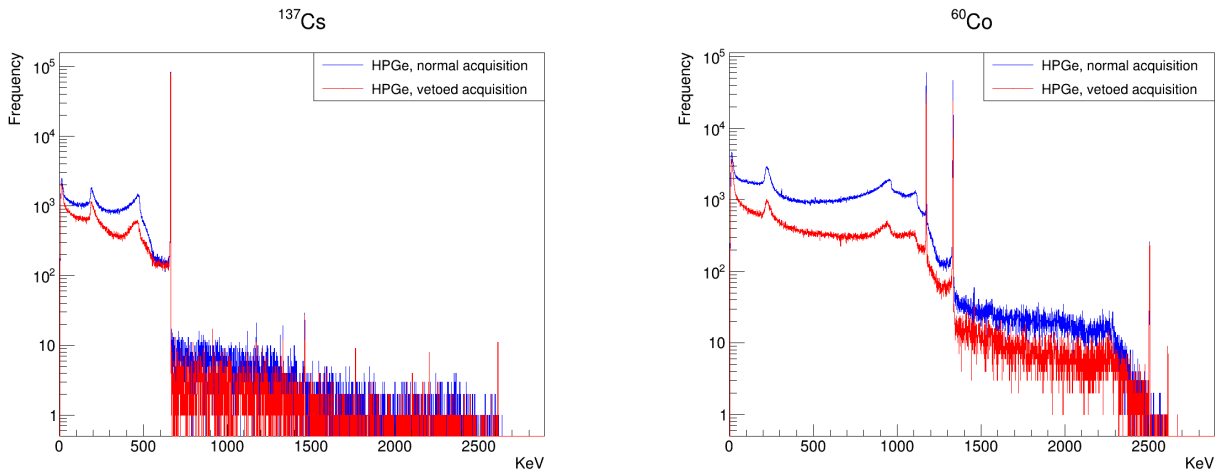 ¹³⁷Cs
Frequency
HPGe, normal acquisition
HPGe, vetoed acquisition
10⁵
10⁴
10³
10²
10
1
0 500 1000 1500 2000 2500
KeV
⁶⁰Co
Frequency
HPGe, normal acquisition
HPGe, vetoed acquisition
10⁵
10⁴
10³
10²
10
1
0 500 1000 1500 2000 2500
KeV